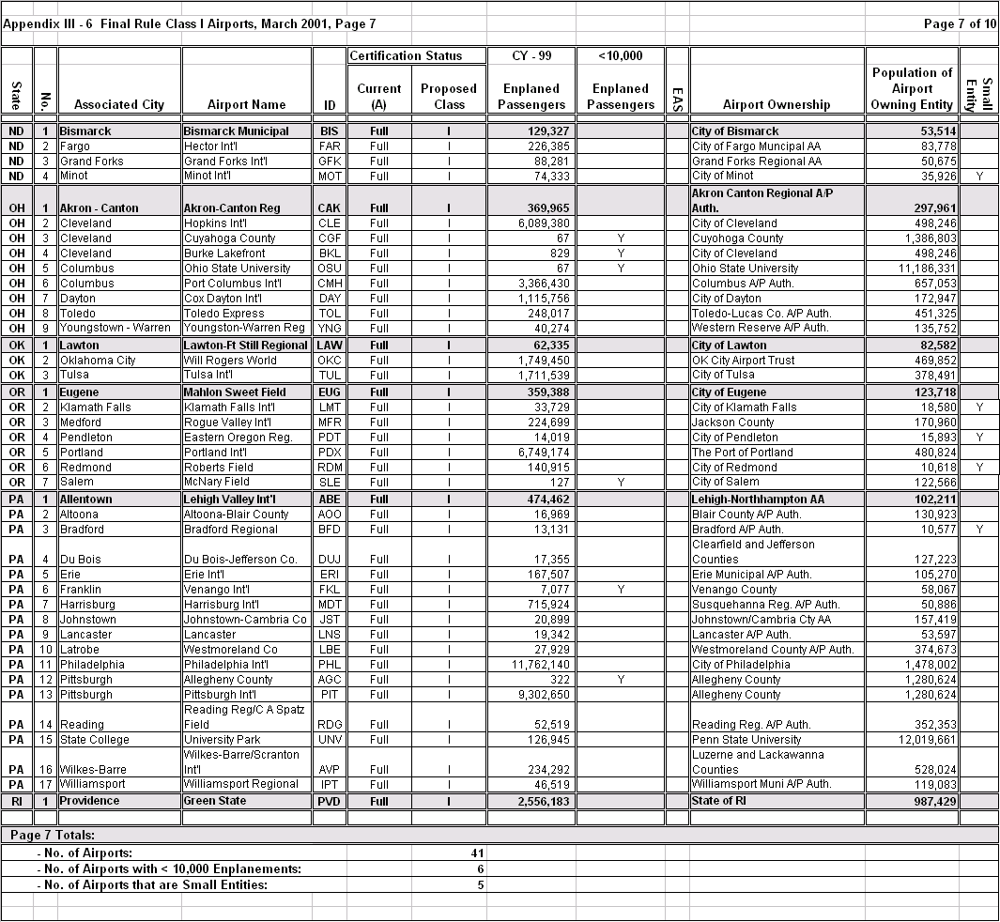 Appendix III - 6 Final Rule Class I Airports, March 2001, Page 7 Page 7 of 10
Certification Status CY - 99 <10,000
State No. Associated City Airport Name ID Current (A) Proposed Class Enplaned Passengers Enplaned Passengers EAS Airport Ownership Population of Airport Owning Entity Small Entity
ND 1 Bismarck Bismarck Municipal BIS Full I 129,327 City of Bismarck 53,514
ND 2 Fargo Hector Int'l FAR Full I 226,385 City of Fargo Muncipal AA 83,778
ND 3 Grand Forks Grand Forks Int'l GFK Full I 88,281 Grand Forks Regional AA 50,675
ND 4 Minot Minot Int'l MOT Full I 74,333 City of Minot 35,926 Y
OH 1 Akron - Canton Akron-Canton Reg CAK Full I 369,965 Akron Canton Regional A/P Auth. 297,961
OH 2 Cleveland Hopkins Int'l CLE Full I 6,089,380 City of Cleveland 498,246
OH 3 Cleveland Cuyahoga County CGF Full I 67 Y Cuyohoga County 1,386,803
OH 4 Cleveland Burke Lakefront BKL Full I 829 Y City of Cleveland 498,246
OH 5 Columbus Ohio State University OSU Full I 67 Y Ohio State University 11,186,331
OH 6 Columbus Port Columbus Int'l CMH Full I 3,366,430 Columbus A/P Auth. 657,053
OH 7 Dayton Cox Dayton Int'l DAY Full I 1,115,756 City of Dayton 172,947
OH 8 Toledo Toledo Express TOL Full I 248,017 Toledo-Lucas Co. A/P Auth. 451,325
OH 9 Youngstown - Warren Youngston-Warren Reg YNG Full I 40,274 Western Reserve A/P Auth. 135,752
OK 1 Lawton Lawton-Ft Still Regional LAW Full I 62,335 City of Lawton 82,582
OK 2 Oklahoma City Will Rogers World OKC Full I 1,749,450 OK City Airport Trust 469,852
OK 3 Tulsa Tulsa Int'l TUL Full I 1,711,539 City of Tulsa 378,491
OR 1 Eugene Mahlon Sweet Field EUG Full I 359,388 City of Eugene 123,718
OR 2 Klamath Falls Klamath Falls Int'l LMT Full I 33,729 City of Klamath Falls 18,580 Y
OR 3 Medford Rogue Valley Int'l MFR Full I 224,699 Jackson County 170,960
OR 4 Pendleton Eastern Oregon Reg. PDT Full I 14,019 City of Pendleton 15,893 Y
OR 5 Portland Portland Int'l PDX Full I 6,749,174 The Port of Portland 480,824
OR 6 Redmond Roberts Field RDM Full I 140,915 City of Redmond 10,618 Y
OR 7 Salem McNary Field SLE Full I 127 Y City of Salem 122,566
PA 1 Allentown Lehigh Valley Int'l ABE Full I 474,462 Lehigh-Northhampton AA 102,211
PA 2 Altoona Altoona-Blair County AOO Full I 16,969 Blair County A/P Auth. 130,923
PA 3 Bradford Bradford Regional BFD Full I 13,131 Bradford A/P Auth. 10,577 Y
PA 4 Du Bois Du Bois-Jefferson Co. DUJ Full I 17,355 Clearfield and Jefferson Counties 127,223
PA 5 Erie Erie Int'l ERI Full I 167,507 Erie Municipal A/P Auth. 105,270
PA 6 Franklin Venango Int'l FKL Full I 7,077 Y Venango County 58,067
PA 7 Harrisburg Harrisburg Int'l MDT Full I 715,924 Susquehanna Reg. A/P Auth. 50,886
PA 8 Johnstown Johnstown-Cambria Co JST Full I 20,899 Johnstown/Cambria Cty AA 157,419
PA 9 Lancaster Lancaster LNS Full I 19,342 Lancaster A/P Auth. 53,597
PA 10 Latrobe Westmoreland Co LBE Full I 27,929 Westmoreland County A/P Auth. 374,673
PA 11 Philadelphia Philadelphia Int'l PHL Full I 11,762,140 City of Philadelphia 1,478,002
PA 12 Pittsburgh Allegheny County AGC Full I 322 Y Allegheny County 1,280,624
PA 13 Pittsburgh Pittsburgh Int'l PIT Full I 9,302,650 Allegheny County 1,280,624
PA 14 Reading Reading Reg/C A Spatz Field RDG Full I 52,519 Reading Reg. A/P Auth. 352,353
PA 15 State College University Park UNV Full I 126,945 Penn State University 12,019,661
PA 16 Wilkes-Barre Wilkes-Barre/Scranton Int'l AVP Full I 234,292 Luzerne and Lackawanna Counties 528,024
PA 17 Williamsport Williamsport Regional IPT Full I 46,519 Williamsport Muni A/P Auth. 119,083
RI 1 Providence Green State PVD Full I 2,556,183 State of RI 987,429
Page 7 Totals:
- No. of Airports: 41
- No. of Airports with < 10,000 Enplanements: 6
- No. of Airports that are Small Entities: 5